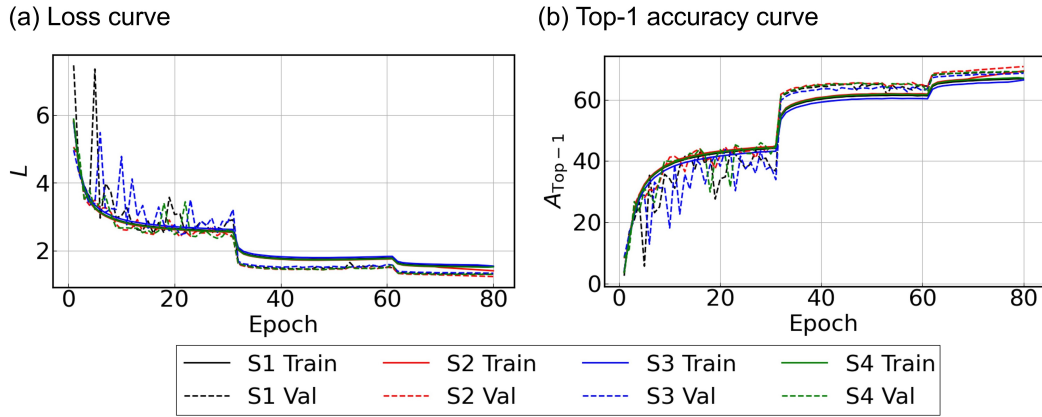 (a) Loss curve
(b) Top-1 accuracy curve
L
6
4
2
0 20 40 60 80
Epoch
A_Top−1
60
40
20
0
0 20 40 60 80
Epoch
S1 Train S2 Train S3 Train S4 Train
S1 Val S2 Val S3 Val S4 Val